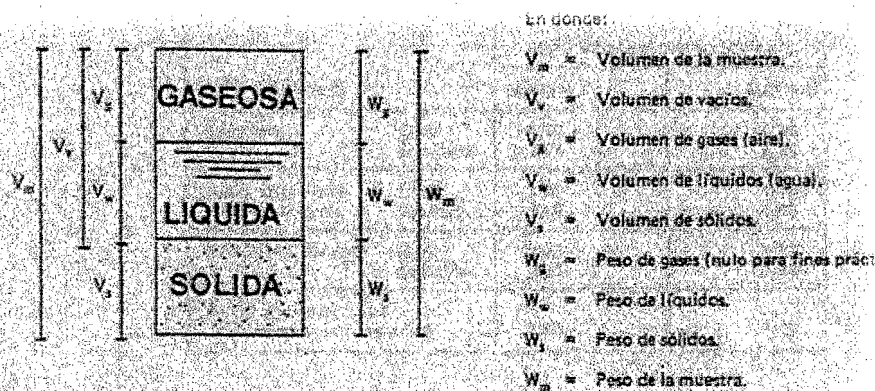 En donde:
V_m = Volumen de la muestra.
V_v = Volumen de vacíos.
V_g = Volumen de gases (aire).
V_w = Volumen de líquidos (agua).
V_s = Volumen de sólidos.
W_g = Peso de gases (nulo para fines práct
W_w = Peso de líquidos.
W_s = Peso de sólidos.
W_m = Peso de la muestra.
GASEOSA
LIQUIDA
SOLIDA
V_m
V_v
V_g
V_w
V_s
W_g
W_w
W_s
W_m